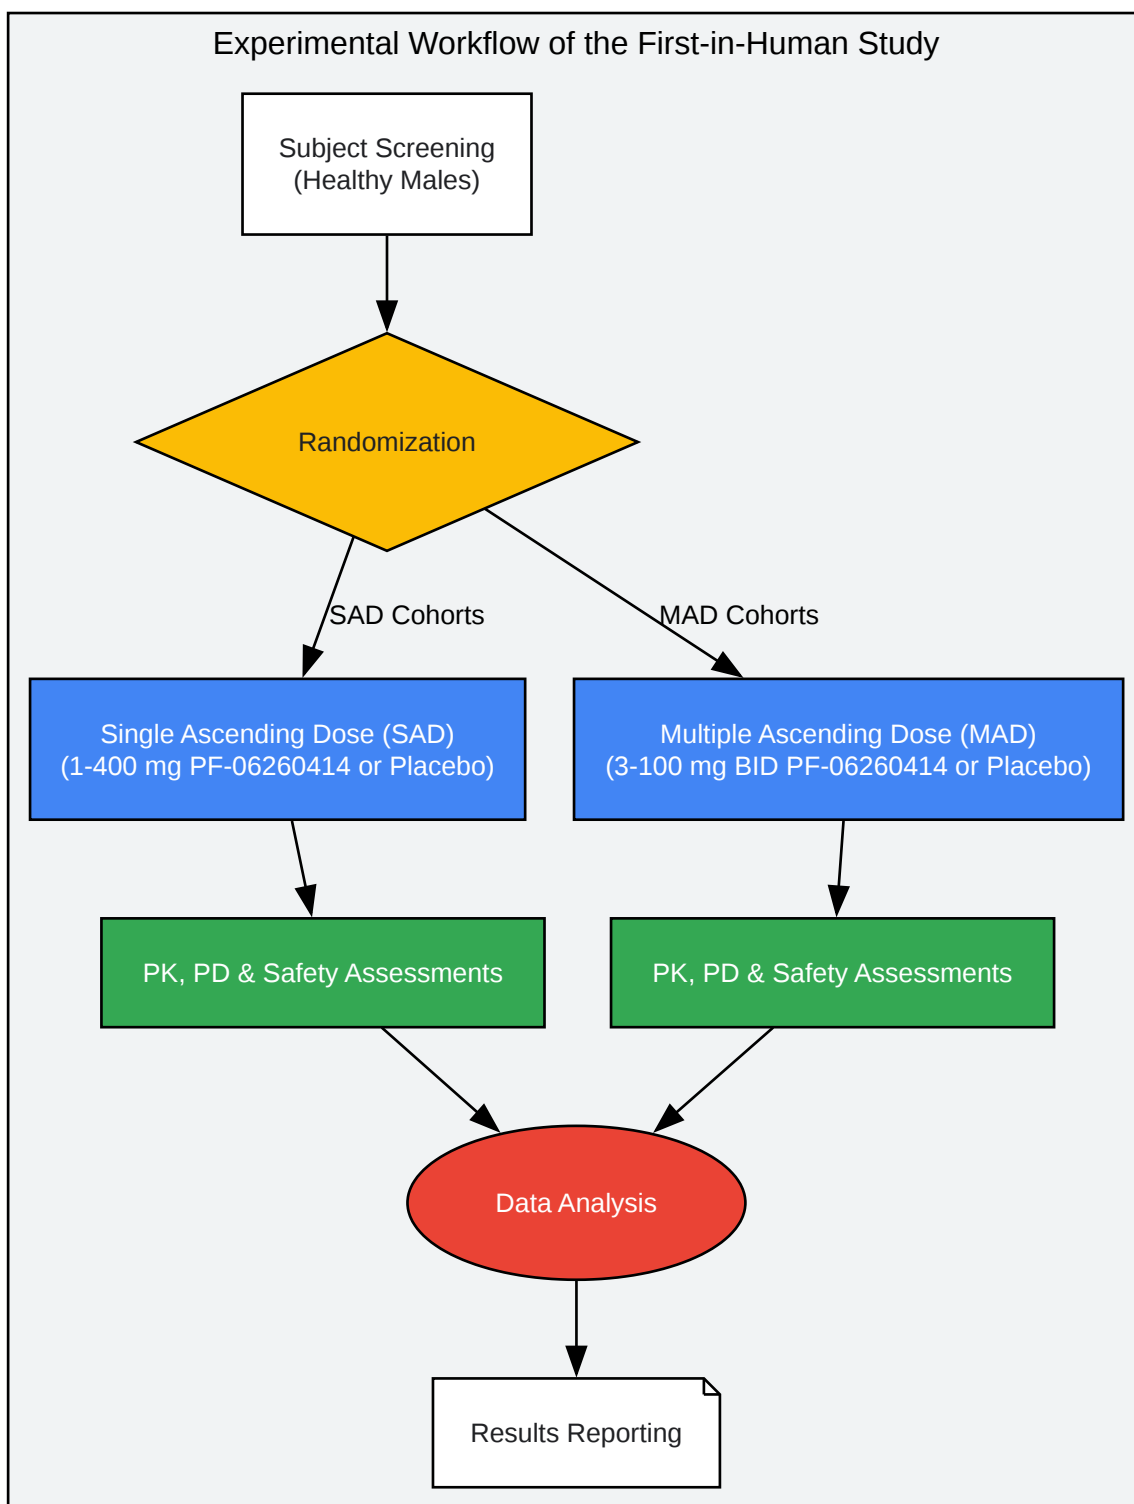 Experimental Workflow of the First-in-Human Study
Subject Screening
(Healthy Males)
Randomization
SAD Cohorts
MAD Cohorts
Single Ascending Dose (SAD)
(1-400 mg PF-06260414 or Placebo)
Multiple Ascending Dose (MAD)
(3-100 mg BID PF-06260414 or Placebo)
PK, PD & Safety Assessments
PK, PD & Safety Assessments
Data Analysis
Results Reporting